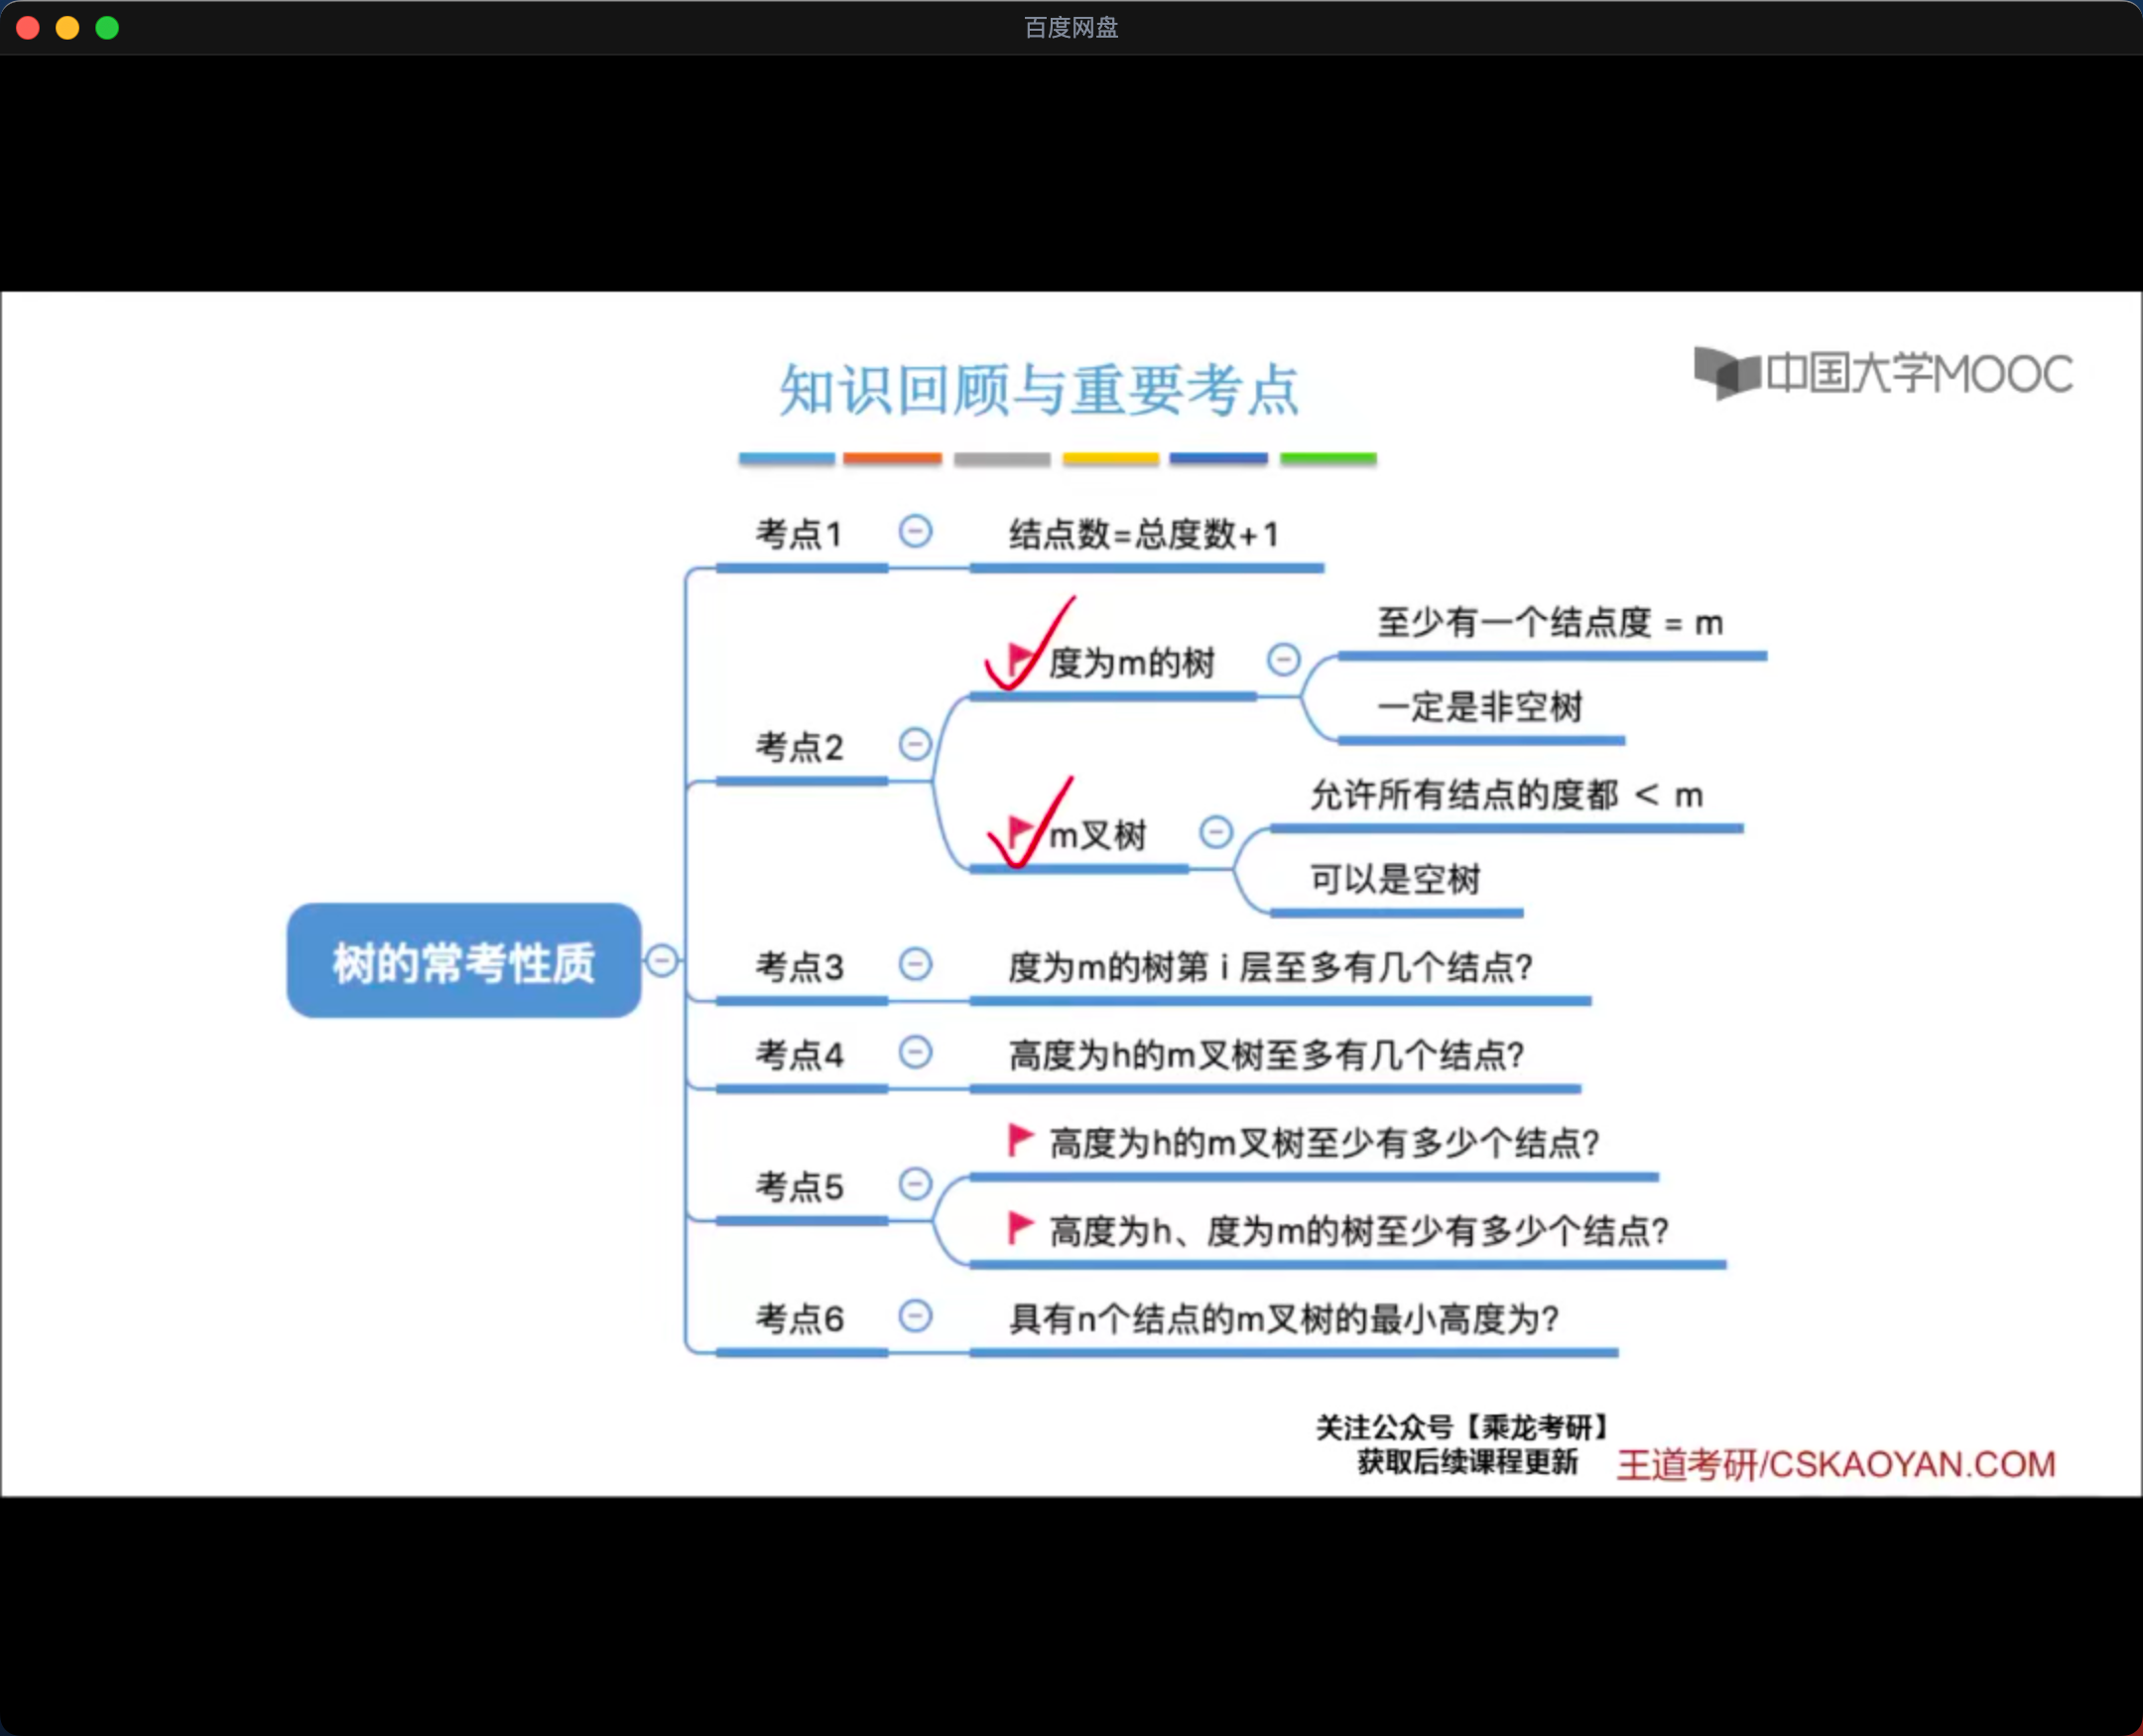 百度网盘
知识回顾与重要考点
中国大学MOOC
考点1
结点数=总度数+1
考点2
度为m的树
至少有一个结点度 = m
一定是非空树
m叉树
允许所有结点的度都 < m
可以是空树
树的常考性质
考点3
度为m的树第 i 层至多有几个结点?
考点4
高度为h的m叉树至多有几个结点?
考点5
高度为h的m叉树至少有多少个结点?
高度为h、度为m的树至少有多少个结点?
考点6
具有n个结点的m叉树的最小高度为?
关注公众号【乘龙考研】
获取后续课程更新
王道考研/CSKAOYAN.COM